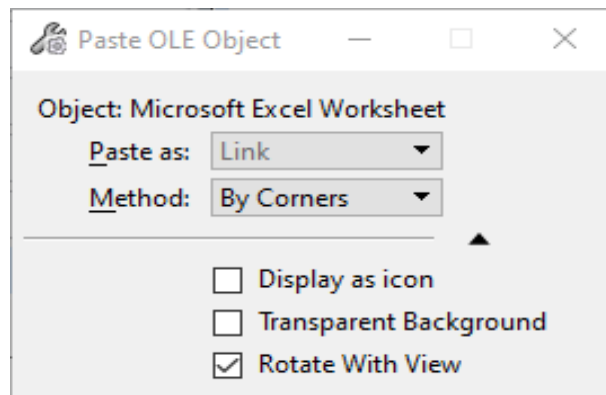 Paste OLE Object
Object: Microsoft Excel Worksheet
Paste as: Link
Method: By Corners
Display as icon
Transparent Background
Rotate With View